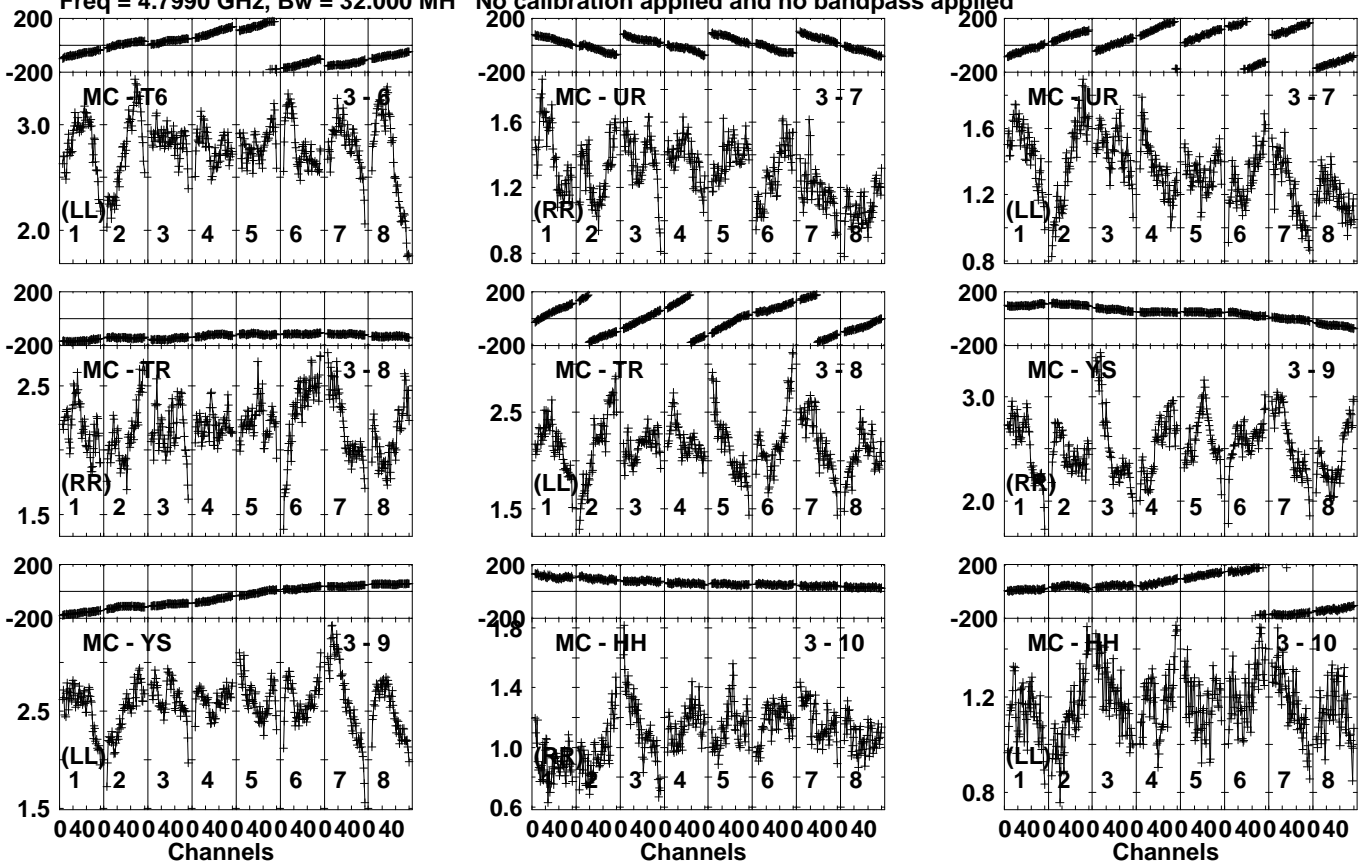 Freq = 4.7990 GHz, Bw = 32.000 MH No calibration applied and no bandpass applied
200
-200
MC - T6 3 - 6
3.0
2.0
(LL)
1 2 3 4 5 6 7 8
200
-200
MC - UR 3 - 7
1.6
1.2
0.8
(RR)
1 2 3 4 5 6 7 8
200
-200
MC - UR 3 - 7
1.6
1.2
0.8
(LL)
1 2 3 4 5 6 7 8
200
-200
MC - TR 3 - 8
2.5
1.5
(RR)
1 2 3 4 5 6 7 8
200
-200
MC - TR 3 - 8
2.5
1.5
(LL)
1 2 3 4 5 6 7 8
200
-200
MC - YS 3 - 9
3.0
2.0
(RR)
1 2 3 4 5 6 7 8
200
-200
MC - YS 3 - 9
2.5
1.5
(LL)
1 2 3 4 5 6 7 8
0 40 0 40 0 40 0 40 0 40 0 40 0 40 0 40
Channels
200
-200
MC - HH 3 - 10
1.8
1.4
1.0
0.6
(RR)
1 2 3 4 5 6 7 8
0 40 0 40 0 40 0 40 0 40 0 40 0 40 0 40
Channels
200
-200
MC - HH 3 - 10
1.2
0.8
(LL)
1 2 3 4 5 6 7 8
0 40 0 40 0 40 0 40 0 40 0 40 0 40 0 40
Channels